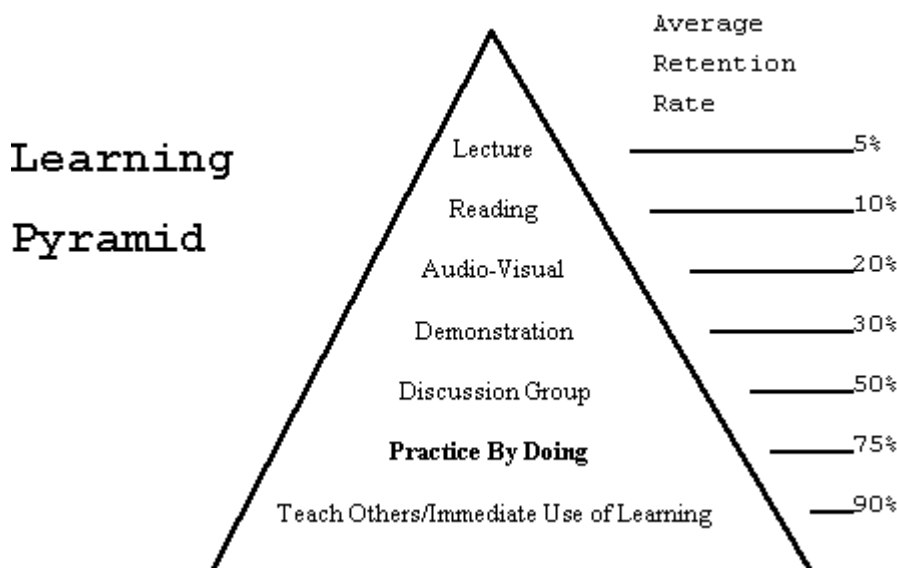 Average
Retention
Rate
Learning
Pyramid
Lecture 5%
Reading 10%
Audio-Visual 20%
Demonstration 30%
Discussion Group 50%
Practice By Doing 75%
Teach Others/Immediate Use of Learning 90%